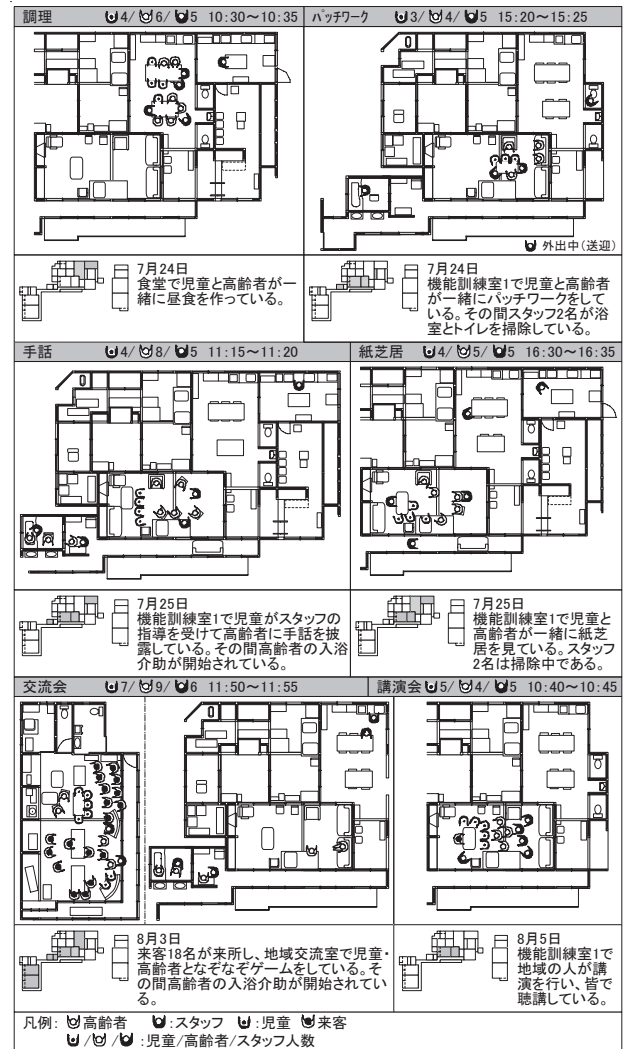 調理 4/ 6/ 5 10:30～10:35
パッチワーク 3/ 4/ 5 15:20～15:25
外出中(送迎)
7月24日
食堂で児童と高齢者が一
緒に昼食を作っている。
7月24日
機能訓練室1で児童と高齢者
が一緒にパッチワークをして
いる。その間スタッフ2名が浴
室とトイレを掃除している。
手話 4/ 8/ 5 11:15～11:20
紙芝居 4/ 5/ 5 16:30～16:35
7月25日
機能訓練室1で児童がスタッフの
指導を受けて高齢者に手話を披
露している。その間高齢者の入浴
介助が開始されている。
7月25日
機能訓練室1で児童と
高齢者が一緒に紙芝
居を見ている。スタッフ
2名は掃除中である。
交流会 7/ 9/ 6 11:50～11:55
講演会 5/ 4/ 5 10:40～10:45
8月3日
来客18名が来所し、地域交流室で児童・
高齢者となぞなぞゲームをしている。そ
の間高齢者の入浴介助が開始されてい
る。
8月5日
機能訓練室1で
地域の人が講
演を行い、皆で
聴講している。
凡例: 高齢者 :スタッフ :児童 来客
/ / :児童/高齢者/スタッフ人数